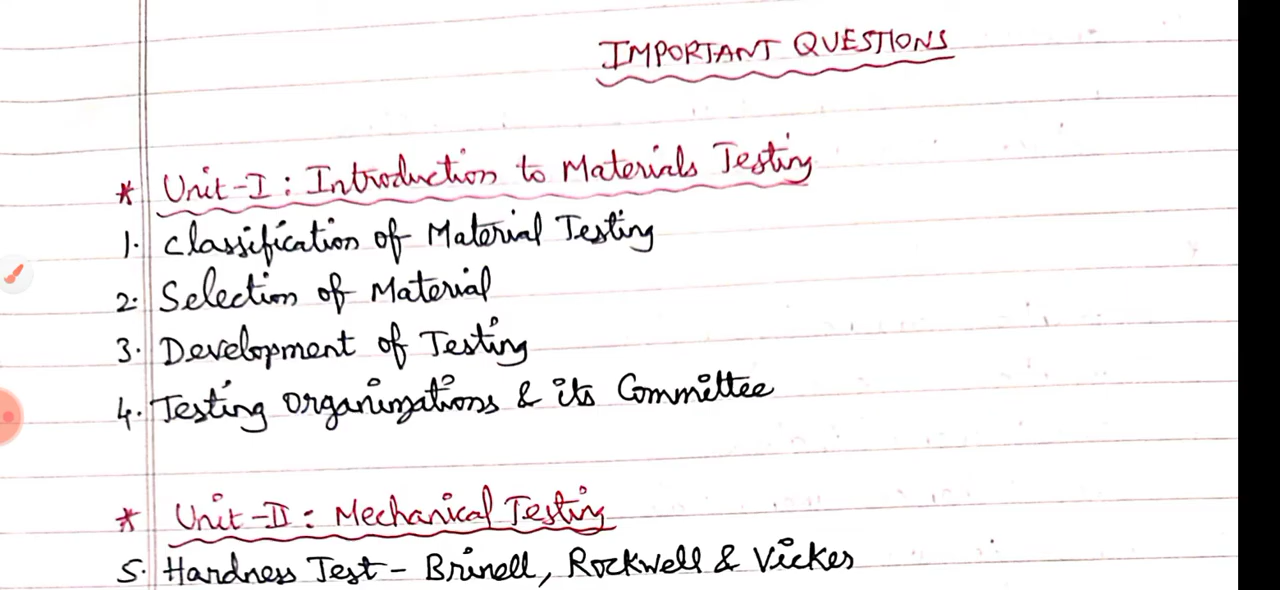 IMPORTANT QUESTIONS
* Unit-I : Introduction to Materials Testing
1. Classification of Material Testing
2. Selection of Material
3. Development of Testing
4. Testing Organizations & its Committee
* Unit-II : Mechanical Testing
5. Hardness Test - Brinell, Rockwell & Vicker